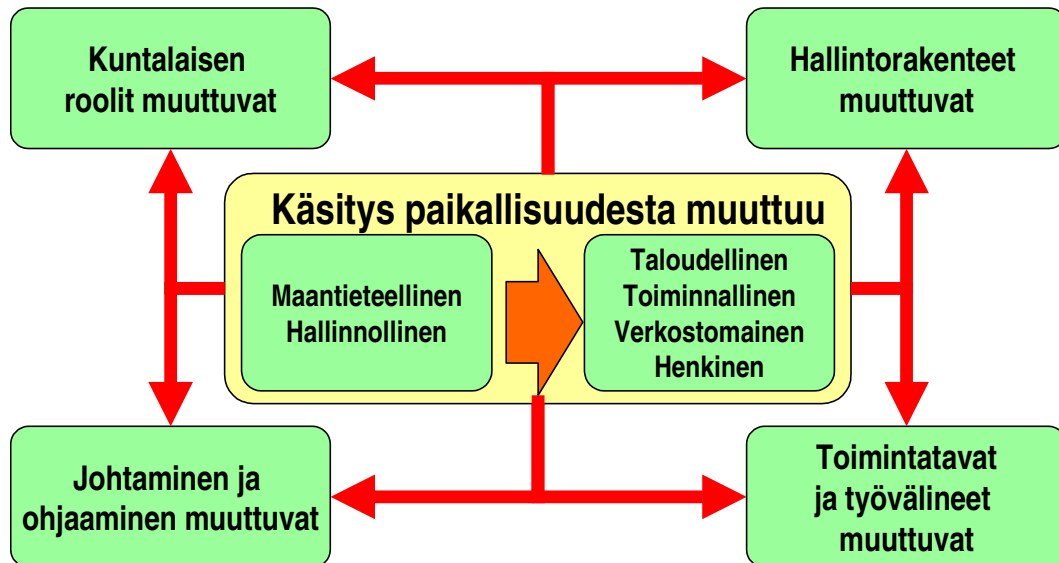 Kuntalaisen
roolit muuttuvat
Hallintorakenteet
muuttuvat
Käsitys paikallisuudesta muuttuu
Maantieteellinen
Hallinnollinen
Taloudellinen
Toiminnallinen
Verkostomainen
Henkinen
Johtaminen ja
ohjaaminen muuttuvat
Toimintatavat
ja työvälineet
muuttuvat